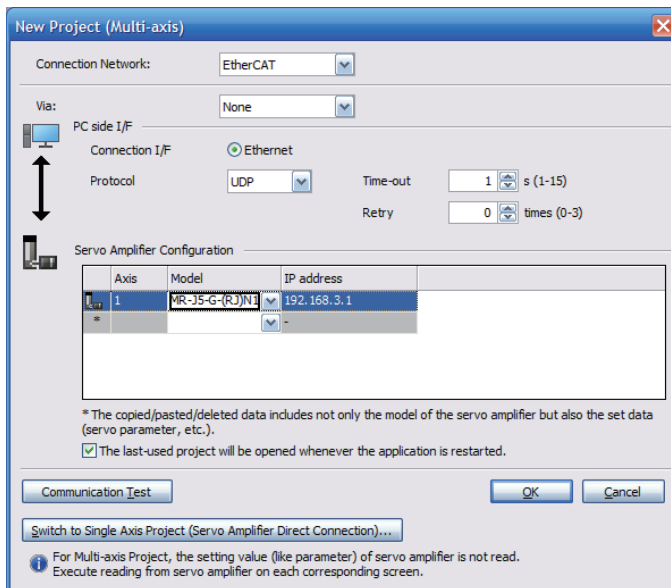 New Project (Multi-axis)
Connection Network: EtherCAT
Via: None
PC side I/F
Connection I/F Ethernet
Protocol UDP Time-out 1 s (1-15)
Retry 0 times (0-3)
Servo Amplifier Configuration
Axis Model IP address
1 MR-J5-G-(RJ)N1 192.168.3.1
* -
* The copied/pasted/deleted data includes not only the model of the servo amplifier but also the set data
(servo parameter, etc.).
The last-used project will be opened whenever the application is restarted.
Communication Test OK Cancel
Switch to Single Axis Project (Servo Amplifier Direct Connection)...
For Multi-axis Project, the setting value (like parameter) of servo amplifier is not read.
Execute reading from servo amplifier on each corresponding screen.